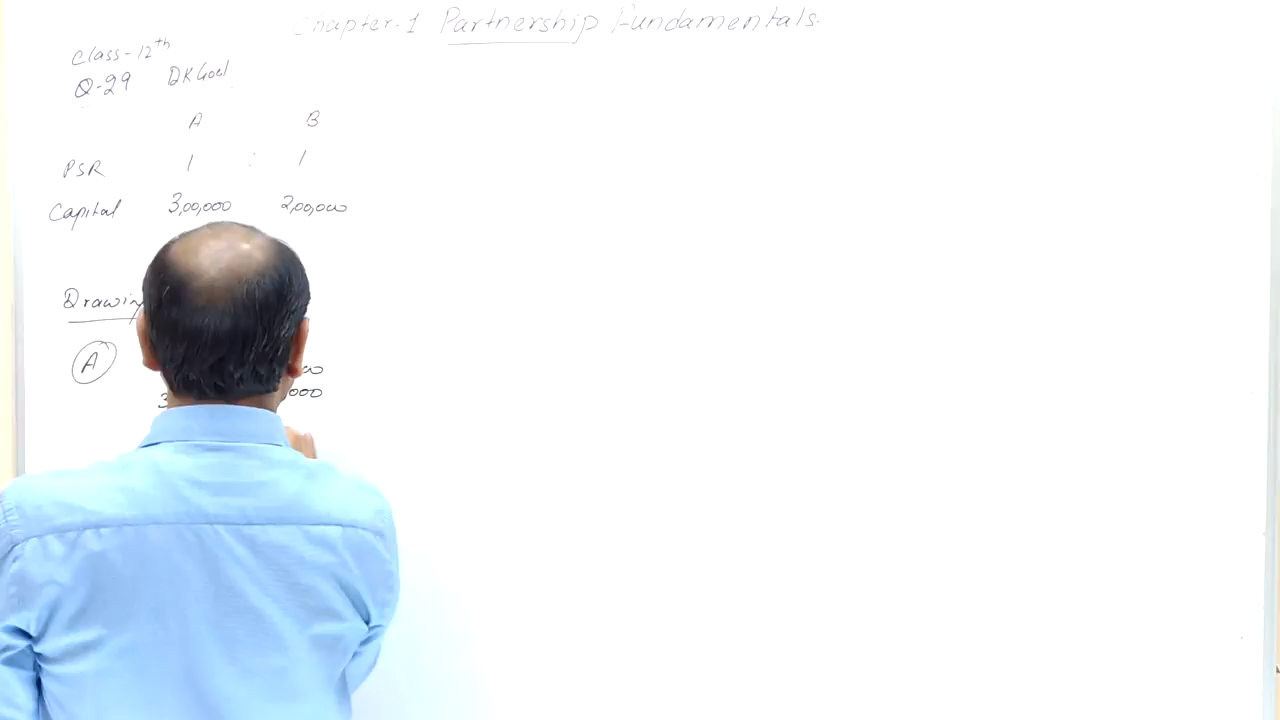 Chapter-1 Partnership Fundamentals.
Class-12th
Q-29 DK Goel
A B
PSR 1 : 1
Capital 3,00,000 2,00,000
Drawing
A